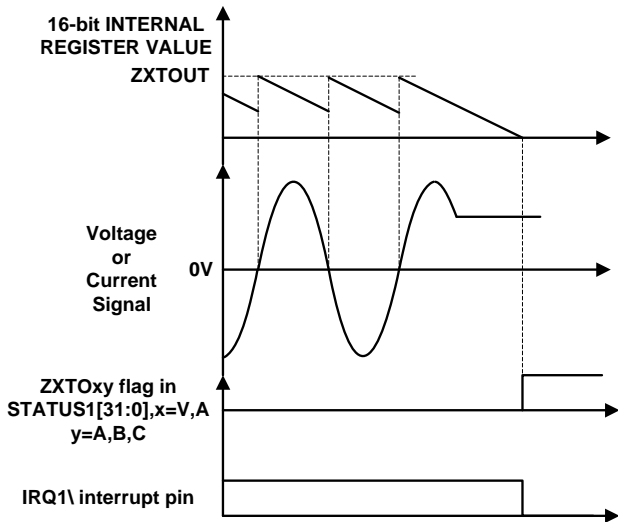 16-bit INTERNAL
REGISTER VALUE
ZXTOUT
Voltage
or
Current
Signal
0V
ZXTOxy flag in
STATUS1[31:0],x=V,A
y=A,B,C
IRQ1\ interrupt pin